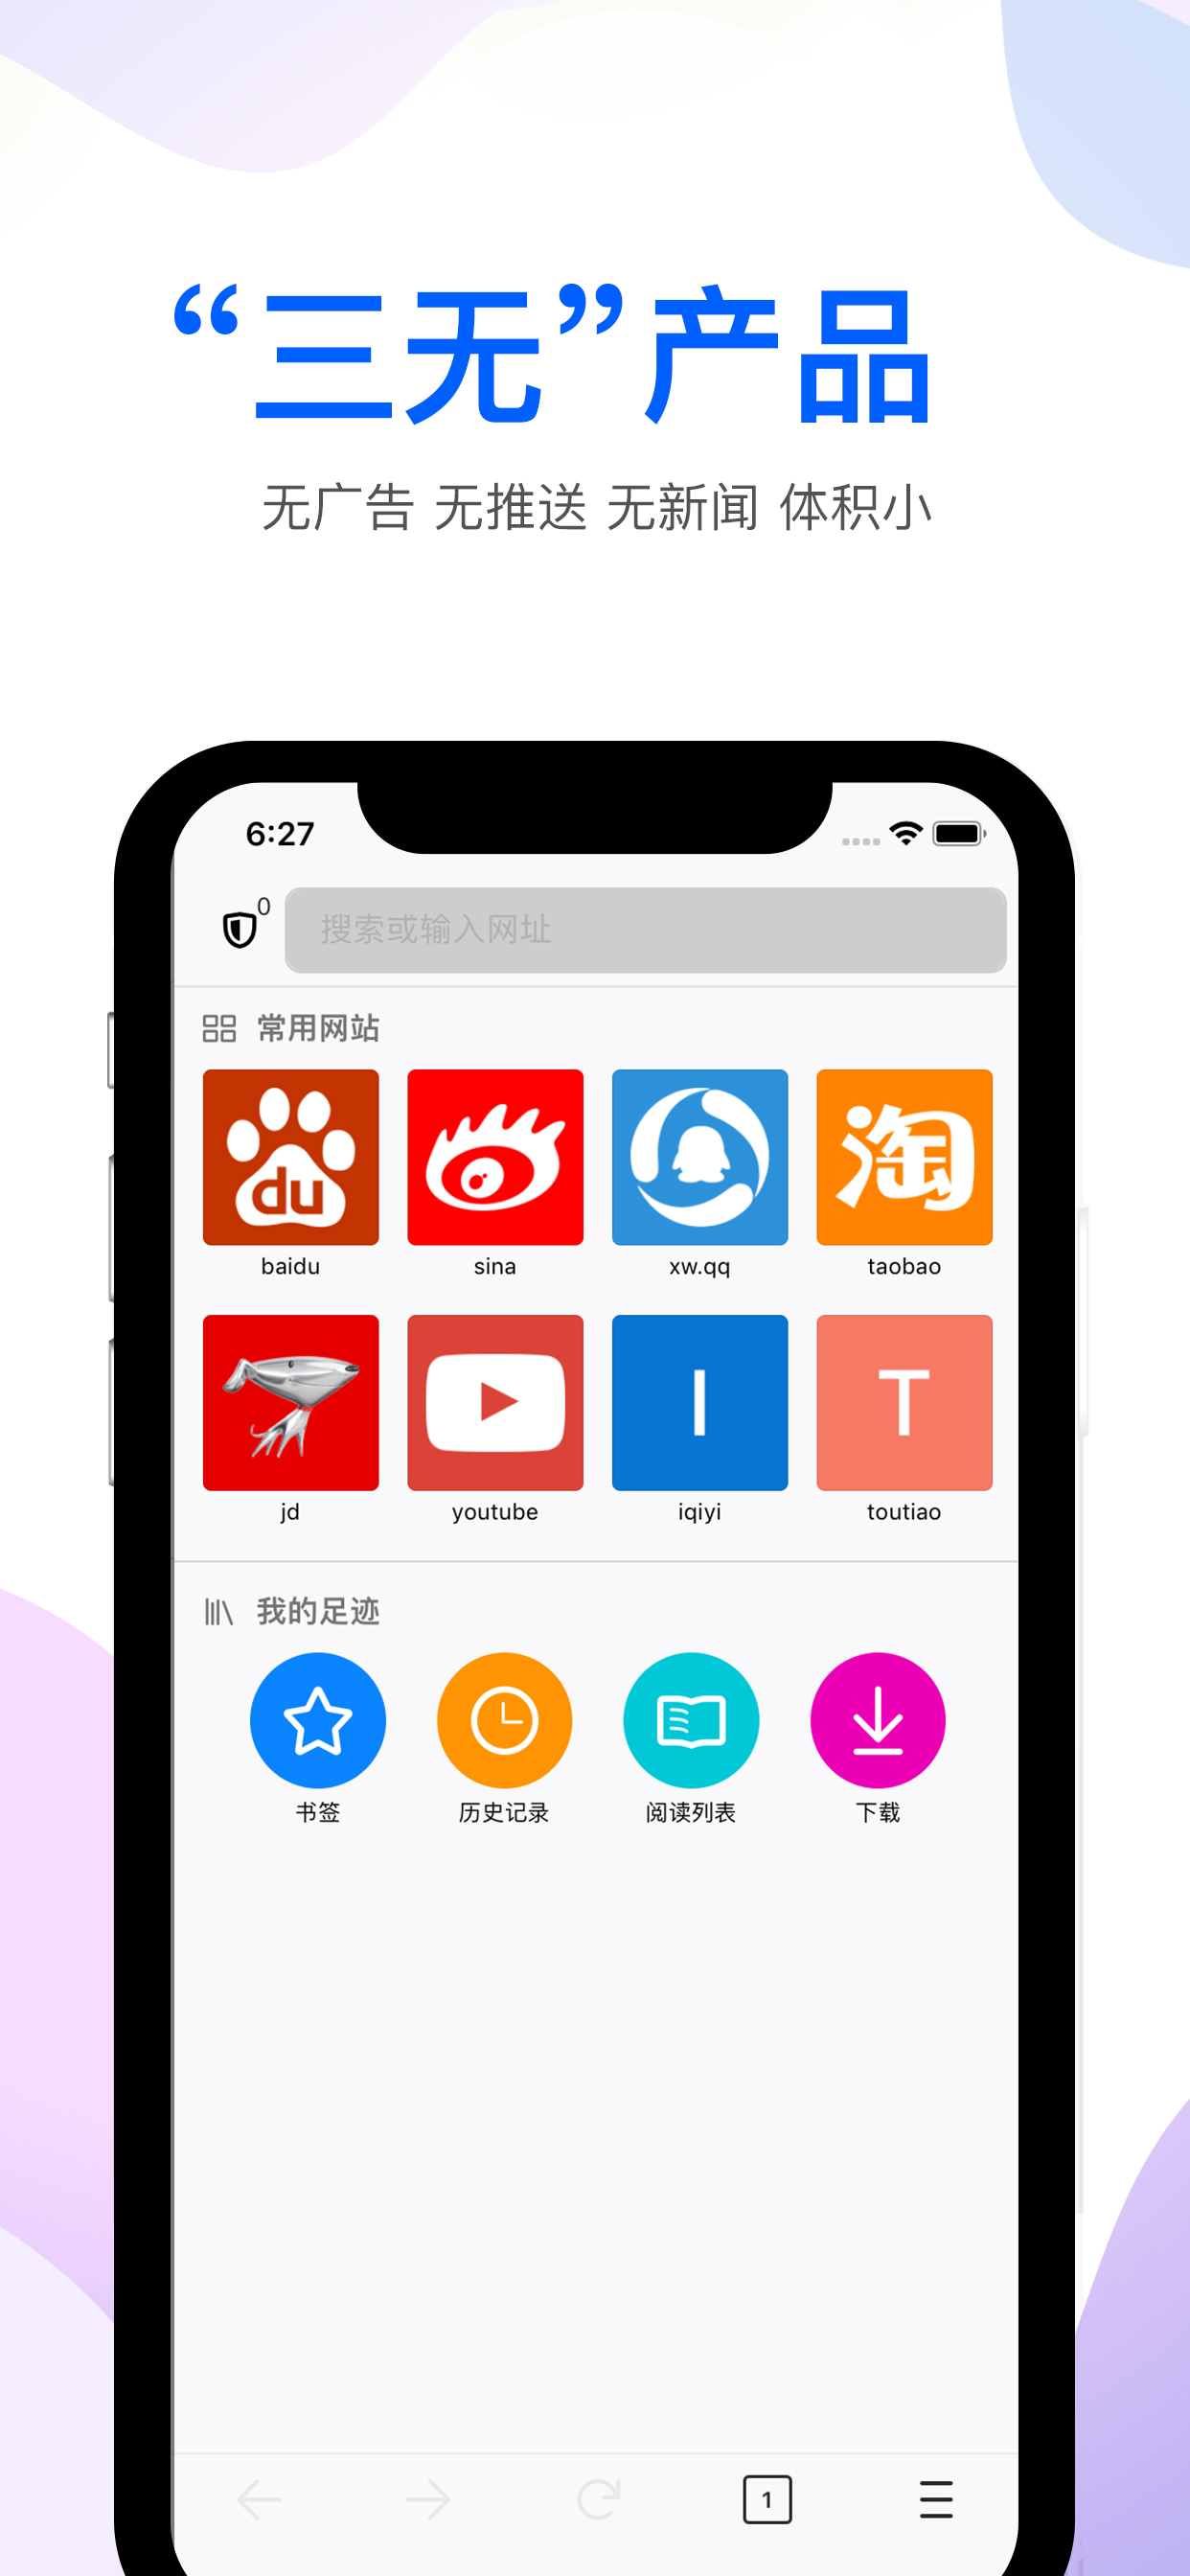 “三无”产品
无广告 无推送 无新闻 体积小
6:27
0
搜索或输入网址
常用网站
du
淘
baidu
sina
xw.qq
taobao
I
T
jd
youtube
iqiyi
toutiao
我的足迹
书签
历史记录
阅读列表
下载
1